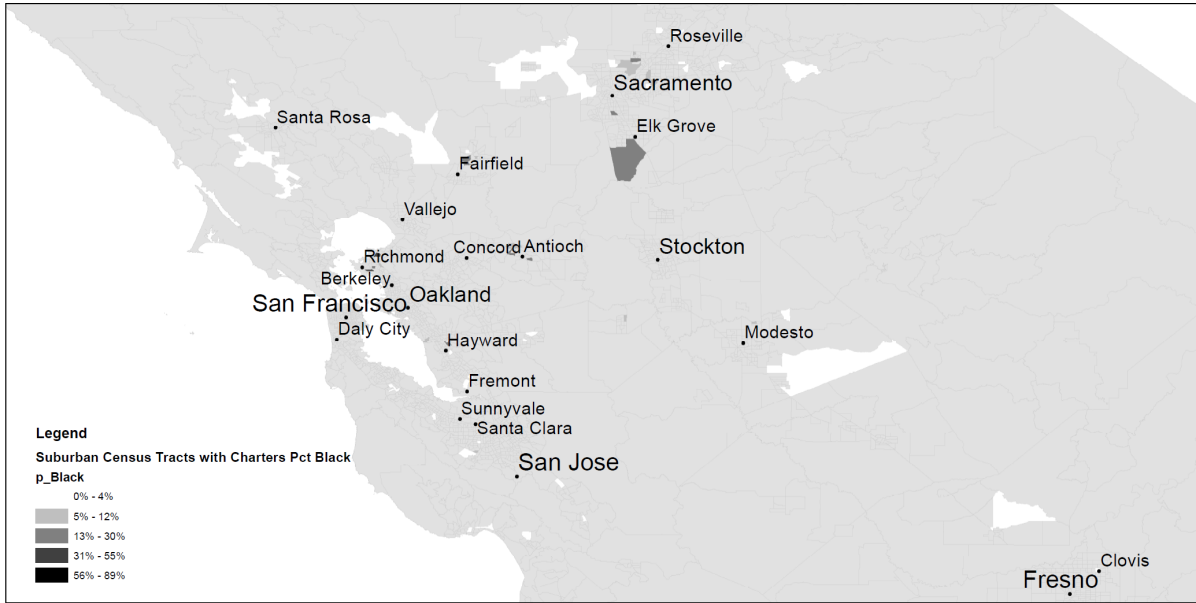 Roseville
Sacramento
Santa Rosa
Elk Grove
Fairfield
Vallejo
Richmond
Concord
Antioch
Stockton
Berkeley
Oakland
San Francisco
Daly City
Hayward
Modesto
Fremont
Sunnyvale
Santa Clara
San Jose
Clovis
Fresno
Legend
Suburban Census Tracts with Charters Pct Black
p_Black
0% - 4%
5% - 12%
13% - 30%
31% - 55%
56% - 89%